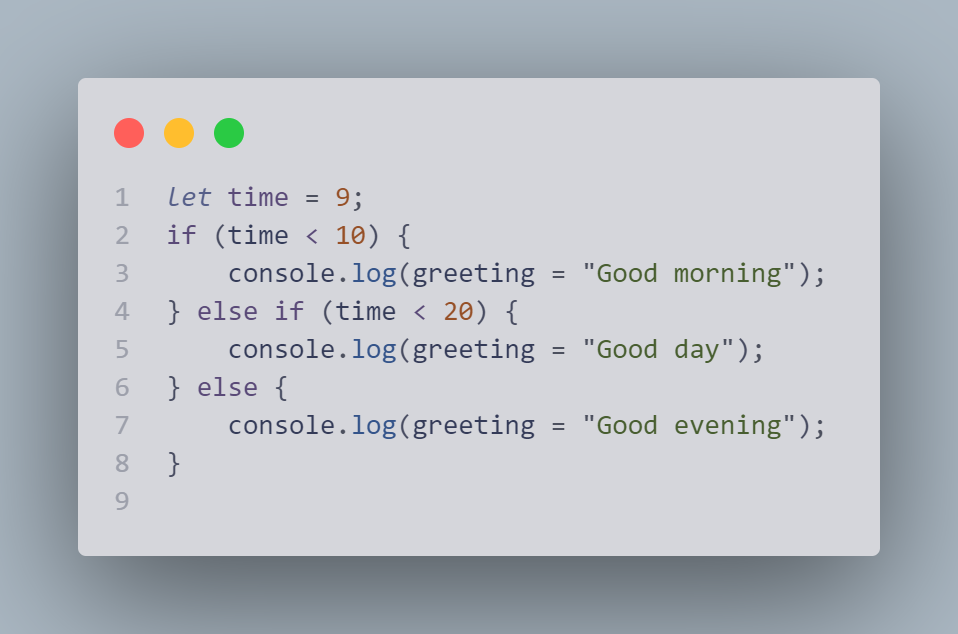 1 let time = 9;
2 if (time < 10) {
3     console.log(greeting = "Good morning");
4 } else if (time < 20) {
5     console.log(greeting = "Good day");
6 } else {
7     console.log(greeting = "Good evening");
8 }
9